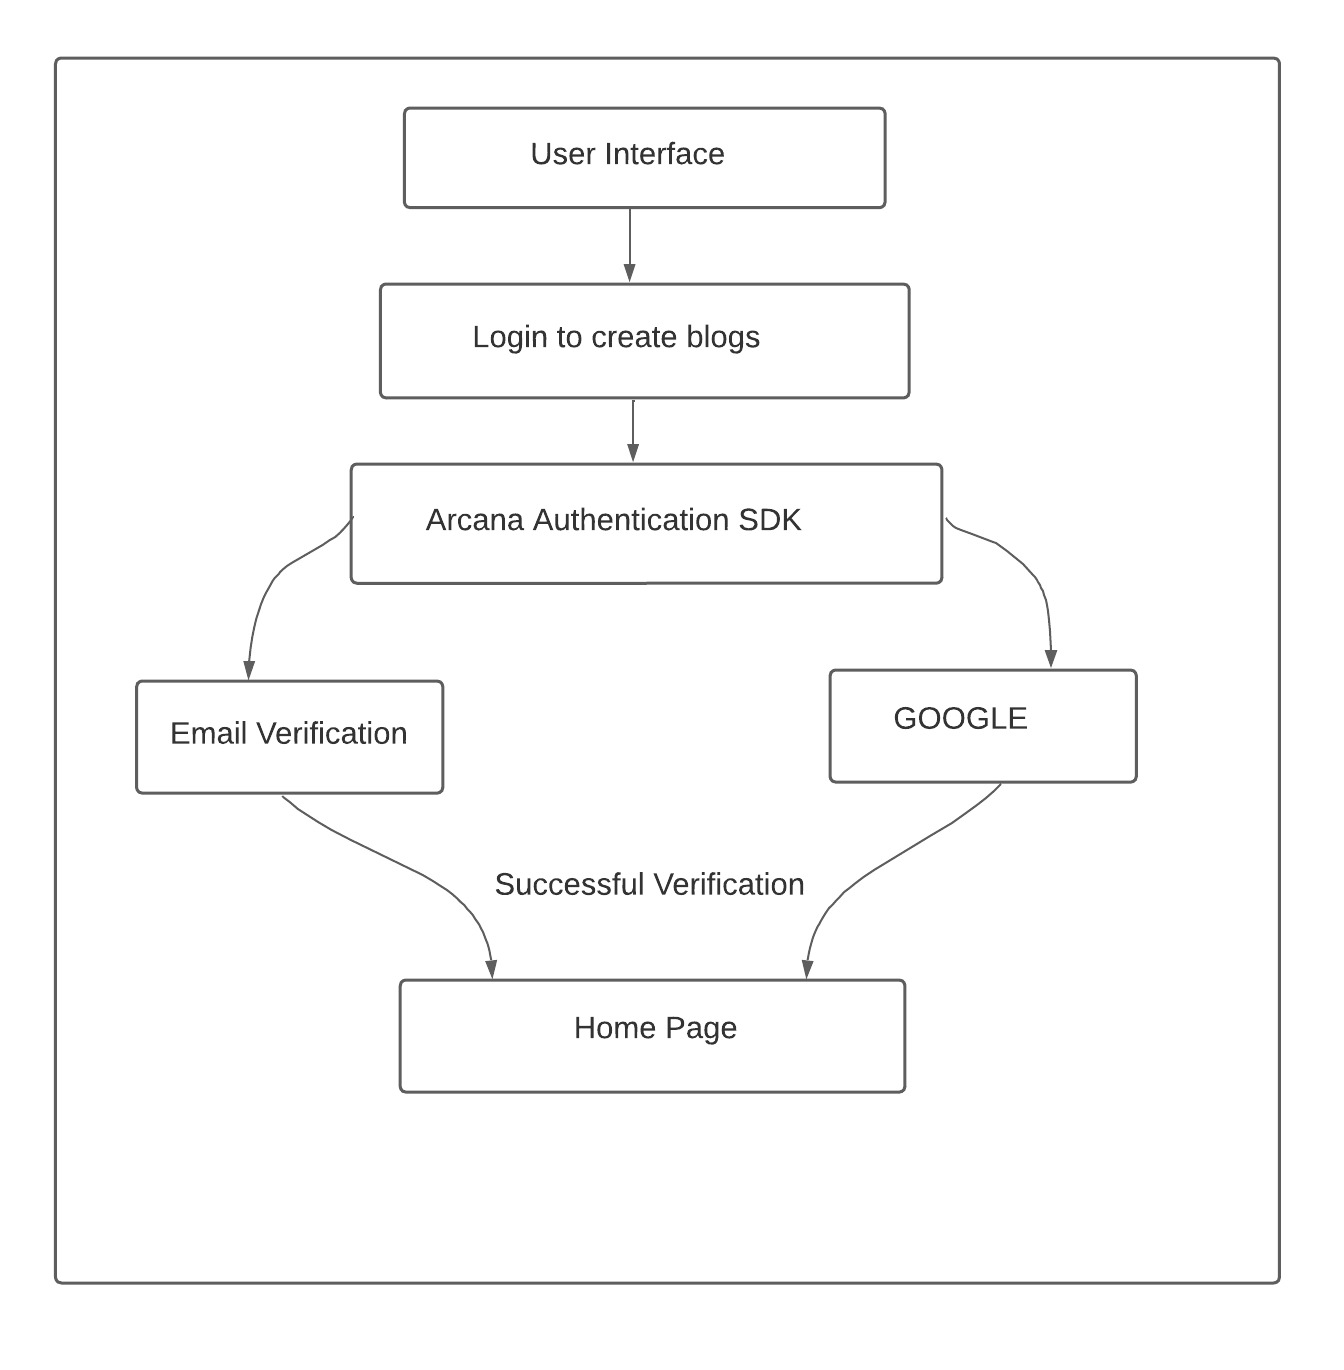 User Interface
Login to create blogs
Arcana Authentication SDK
Email Verification
GOOGLE
Successful Verification
Home Page